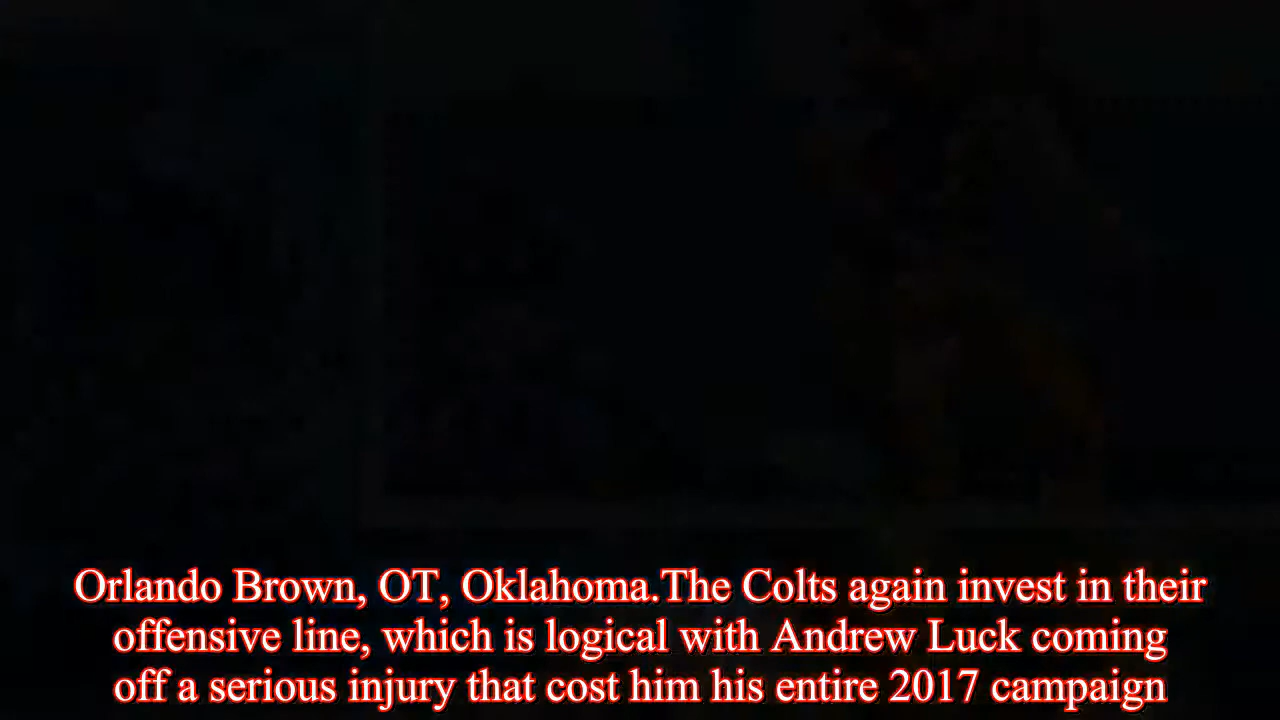 Orlando Brown, OT, Oklahoma.The Colts again invest in their
offensive line, which is logical with Andrew Luck coming
off a serious injury that cost him his entire 2017 campaign